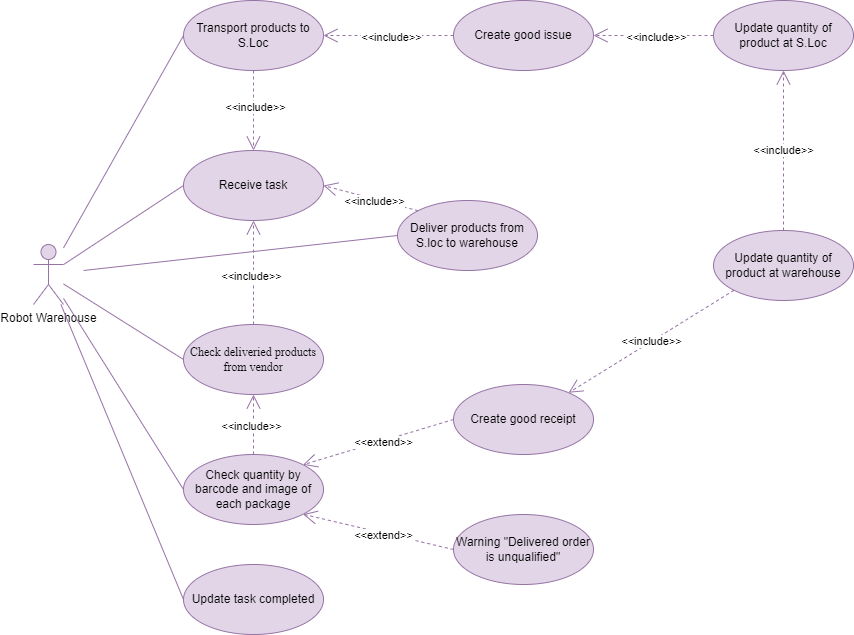 Transport products to
S.Loc
<<include>>
Create good issue
<<include>>
Update quantity of
product at S.Loc
<<include>>
<<include>>
Receive task
<<include>>
Deliver products from
S.loc to warehouse
Update quantity of
product at warehouse
<<include>>
Robot Warehouse
<<include>>
Check deliveried products
from vendor
<<include>>
Create good receipt
<<extend>>
Check quantity by
barcode and image of
each package
<<extend>>
Warning "Delivered order
is unqualified"
Update task completed